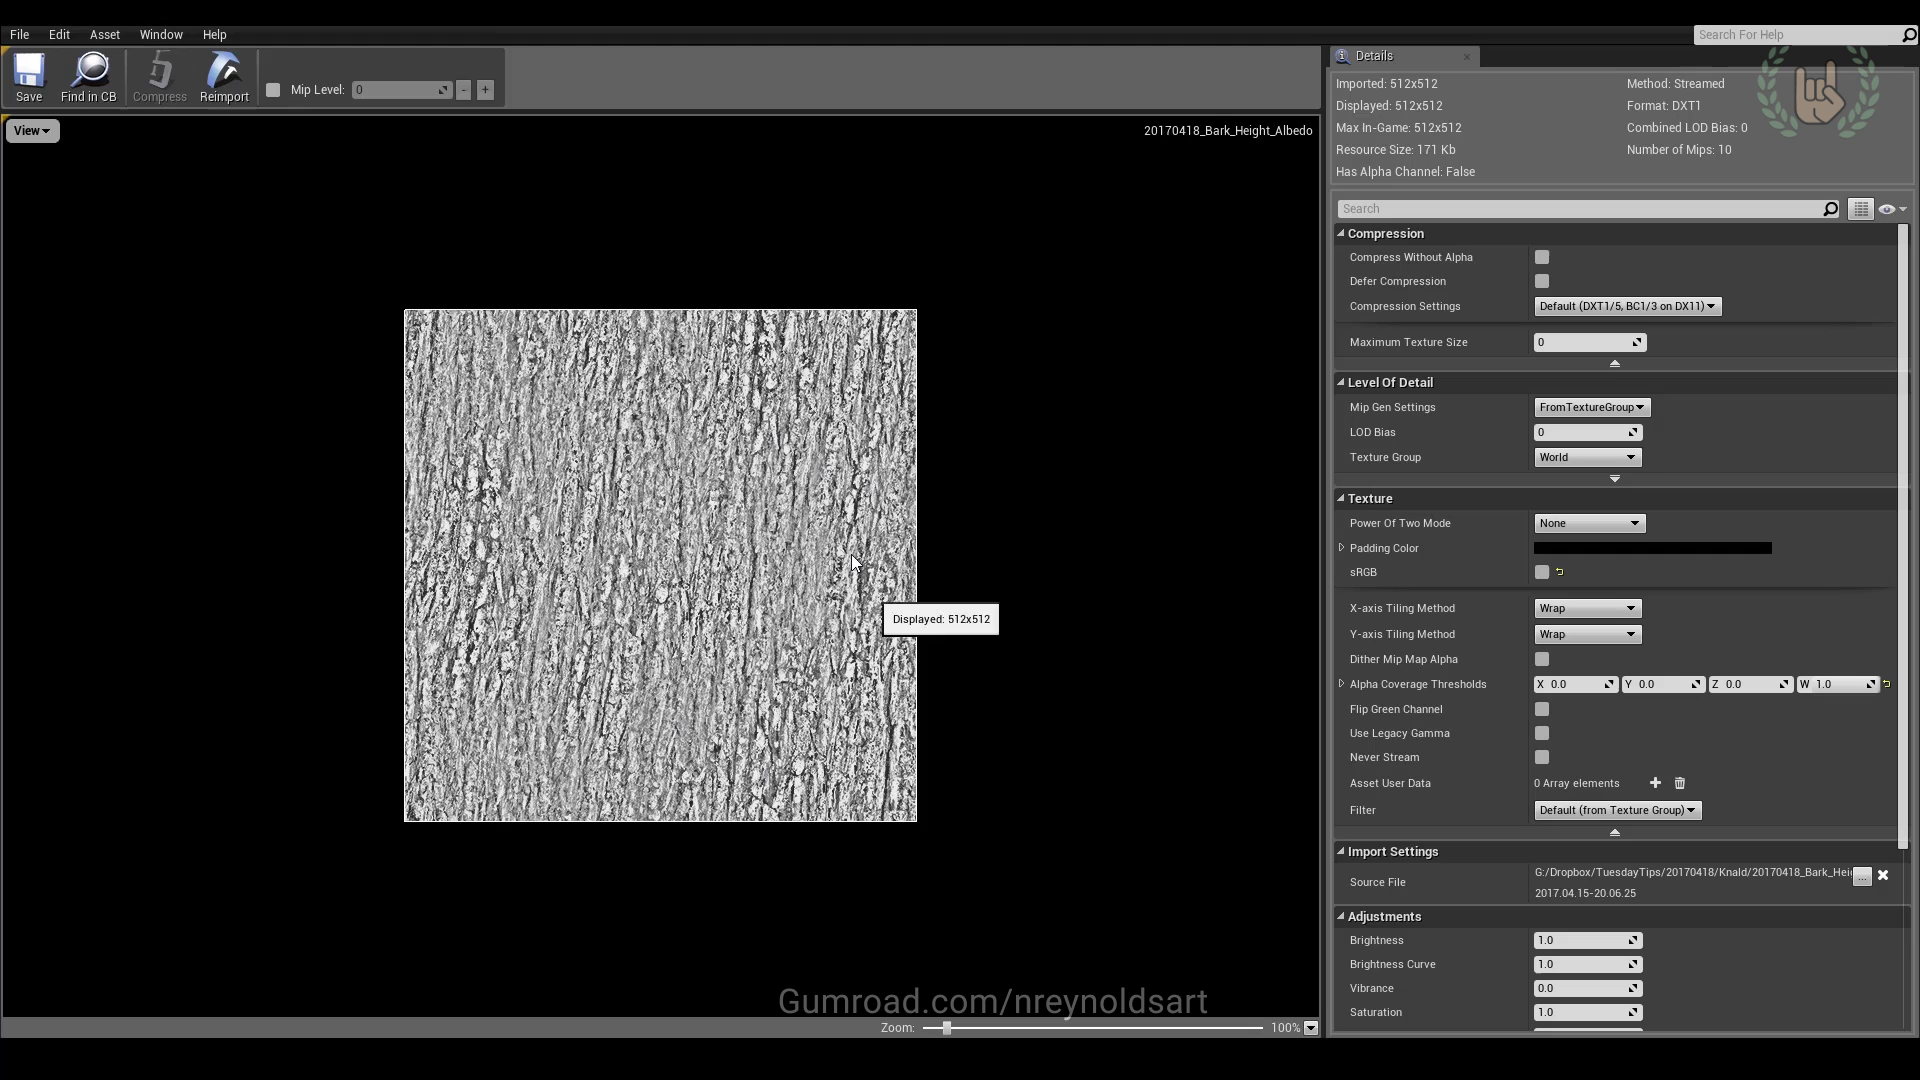 File Edit Asset Window Help
Search For Help
Save Find in CB Compress Reimport Mip Level: 0 - +
View
20170418_Bark_Height_Albedo
Displayed: 512x512
Gumroad.com/nreynoldsart
Zoom: 100%
Details
Imported: 512x512 Method: Streamed
Displayed: 512x512 Format: DXT1
Max In-Game: 512x512 Combined LOD Bias: 0
Resource Size: 171 Kb Number of Mips: 10
Has Alpha Channel: False
Search
Compression
Compress Without Alpha
Defer Compression
Compression Settings Default (DXT1/5, BC1/3 on DX11)
Maximum Texture Size 0
Level Of Detail
Mip Gen Settings FromTextureGroup
LOD Bias 0
Texture Group World
Texture
Power Of Two Mode None
Padding Color
sRGB
X-axis Tiling Method Wrap
Y-axis Tiling Method Wrap
Dither Mip Map Alpha
Alpha Coverage Thresholds X 0.0 Y 0.0 Z 0.0 W 1.0
Flip Green Channel
Use Legacy Gamma
Never Stream
Asset User Data 0 Array elements
Filter Default (from Texture Group)
Import Settings
Source File G:/Dropbox/TuesdayTips/20170418/Knald/20170418_Bark_Hei ...
2017.04.15-20.06.25
Adjustments
Brightness 1.0
Brightness Curve 1.0
Vibrance 0.0
Saturation 1.0